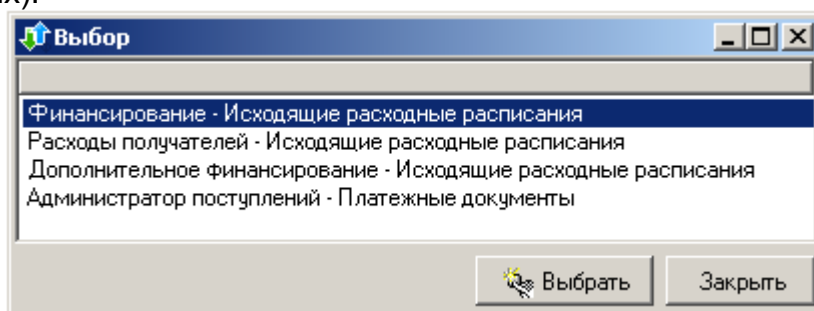 х).
Выбор
Финансирование - Исходящие расходные расписания
Расходы получателей - Исходящие расходные расписания
Дополнительное финансирование - Исходящие расходные расписания
Администратор поступлений - Платежные документы
Выбрать
Закрыть